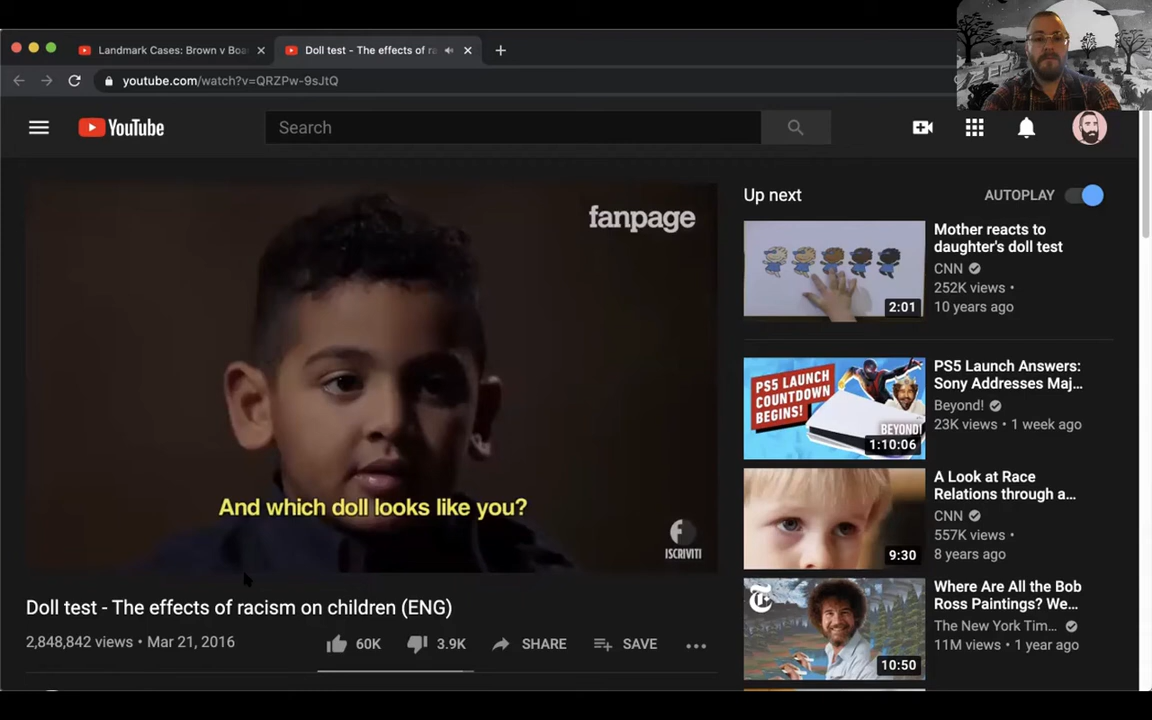 Landmark Cases: Brown v Boa
Doll test - The effects of ra
youtube.com/watch?v=QRZPw-9sJtQ
YouTube
Search
fanpage
And which doll looks like you?
ISCRIVITI
Doll test - The effects of racism on children (ENG)
2,848,842 views • Mar 21, 2016
60K
3.9K
SHARE
SAVE
Up next
AUTOPLAY
2:01
Mother reacts to
daughter's doll test
CNN
252K views •
10 years ago
PS5 LAUNCH
COUNTDOWN
BEGINS!
BEYOND!
1:10:06
PS5 Launch Answers:
Sony Addresses Maj...
Beyond!
23K views • 1 week ago
9:30
A Look at Race
Relations through a...
CNN
557K views •
8 years ago
10:50
Where Are All the Bob
Ross Paintings? We...
The New York Tim...
11M views • 1 year ago